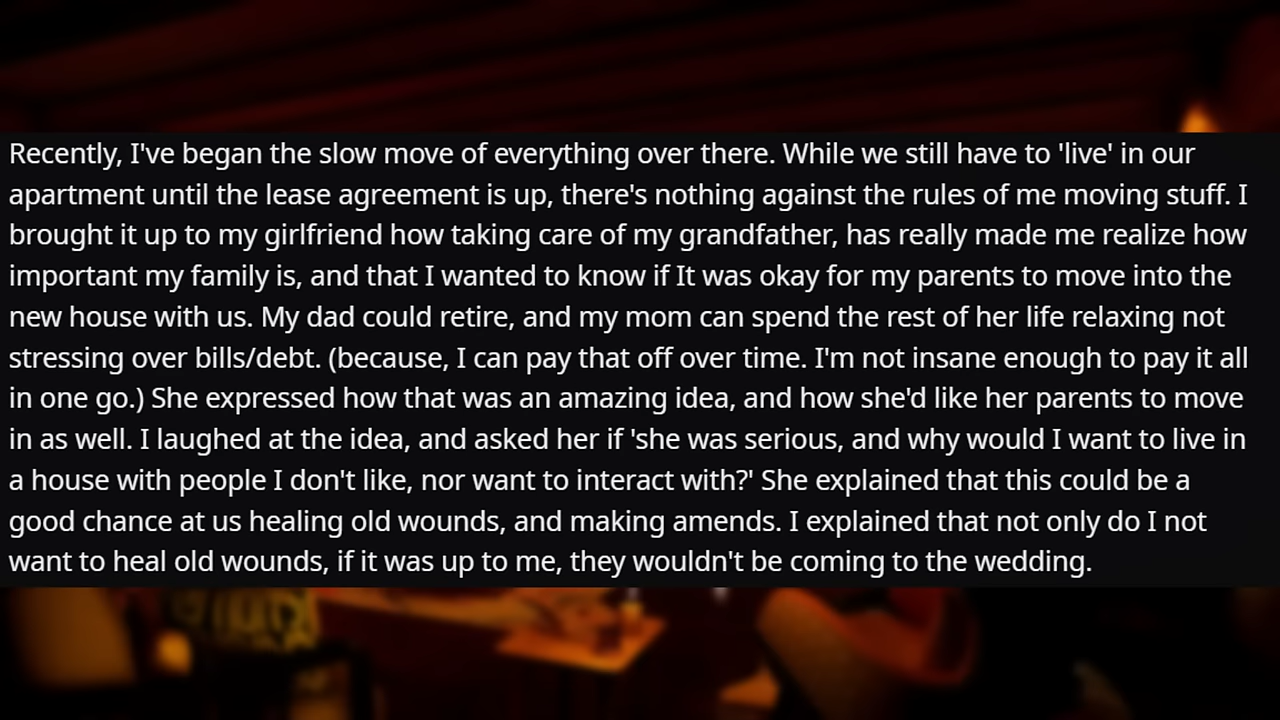 Recently, I've began the slow move of everything over there. While we still have to 'live' in our
apartment until the lease agreement is up, there's nothing against the rules of me moving stuff. I
brought it up to my girlfriend how taking care of my grandfather, has really made me realize how
important my family is, and that I wanted to know if It was okay for my parents to move into the
new house with us. My dad could retire, and my mom can spend the rest of her life relaxing not
stressing over bills/debt. (because, I can pay that off over time. I'm not insane enough to pay it all
in one go.) She expressed how that was an amazing idea, and how she'd like her parents to move
in as well. I laughed at the idea, and asked her if 'she was serious, and why would I want to live in
a house with people I don't like, nor want to interact with?' She explained that this could be a
good chance at us healing old wounds, and making amends. I explained that not only do I not
want to heal old wounds, if it was up to me, they wouldn't be coming to the wedding.